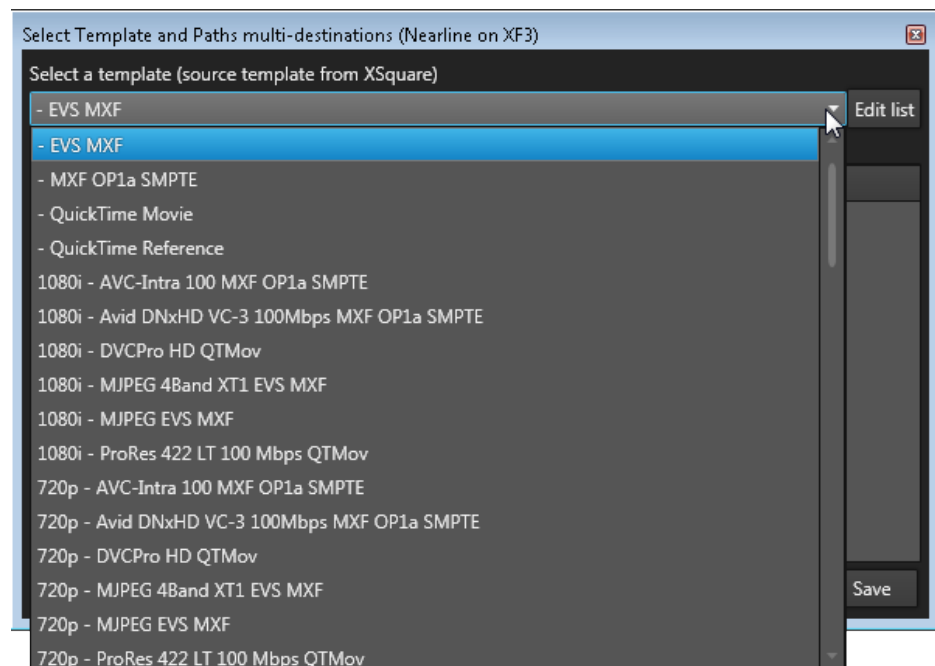 Select Template and Paths multi-destinations (Nearline on XF3)
Select a template (source template from XSquare)
- EVS MXF
Edit list
- EVS MXF
- MXF OP1a SMPTE
- QuickTime Movie
- QuickTime Reference
1080i - AVC-Intra 100 MXF OP1a SMPTE
1080i - Avid DNxHD VC-3 100Mbps MXF OP1a SMPTE
1080i - DVCPro HD QTMov
1080i - MJPEG 4Band XT1 EVS MXF
1080i - MJPEG EVS MXF
1080i - ProRes 422 LT 100 Mbps QTMov
720p - AVC-Intra 100 MXF OP1a SMPTE
720p - Avid DNxHD VC-3 100Mbps MXF OP1a SMPTE
720p - DVCPro HD QTMov
720p - MJPEG 4Band XT1 EVS MXF
Save
720p - MJPEG EVS MXF
720p - ProRes 422 LT 100 Mbps QTMov